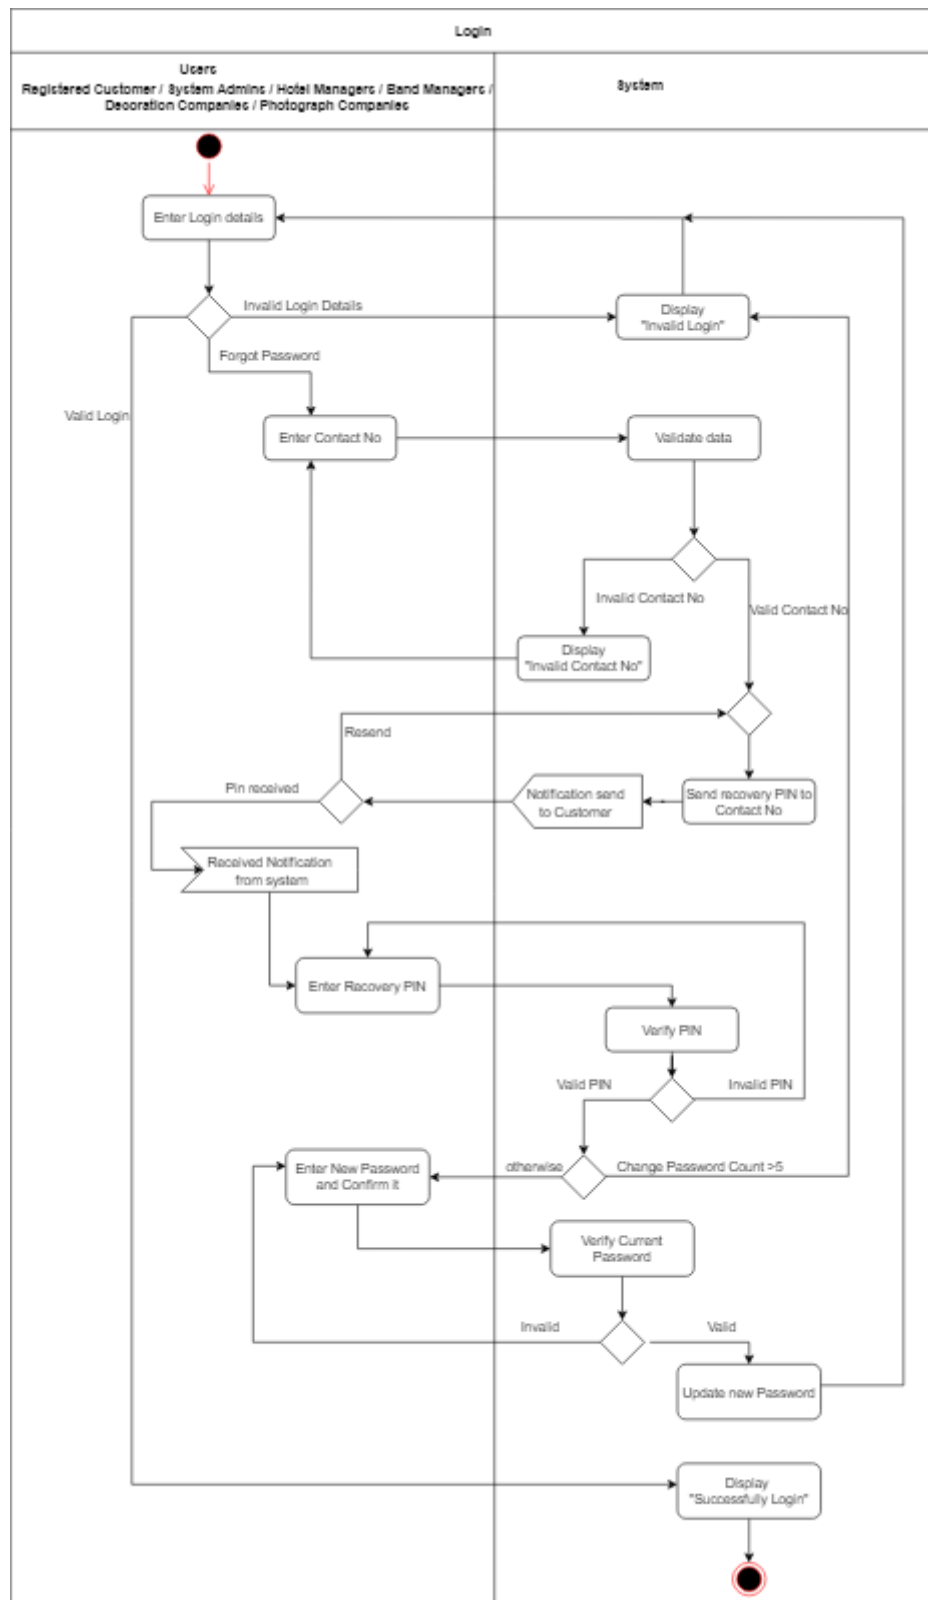 Login
Users
Registered Customer / System Admins / Hotel Managers / Band Managers /
Decoration Companies / Photograph Companies
System
Enter Login details
Invalid Login Details
Display
"Invalid Login"
Forgot Password
Valid Login
Enter Contact No
Validate data
Invalid Contact No
Valid Contact No
Display
"Invalid Contact No"
Resend
Pin received
Notification send
to Customer
Send recovery PIN to
Contact No
Received Notification
from system
Enter Recovery PIN
Verify PIN
Valid PIN
Invalid PIN
Enter New Password
and Confirm it
otherwise
Change Password Count >5
Verify Current
Password
Invalid
Valid
Update new Password
Display
"Successfully Login"